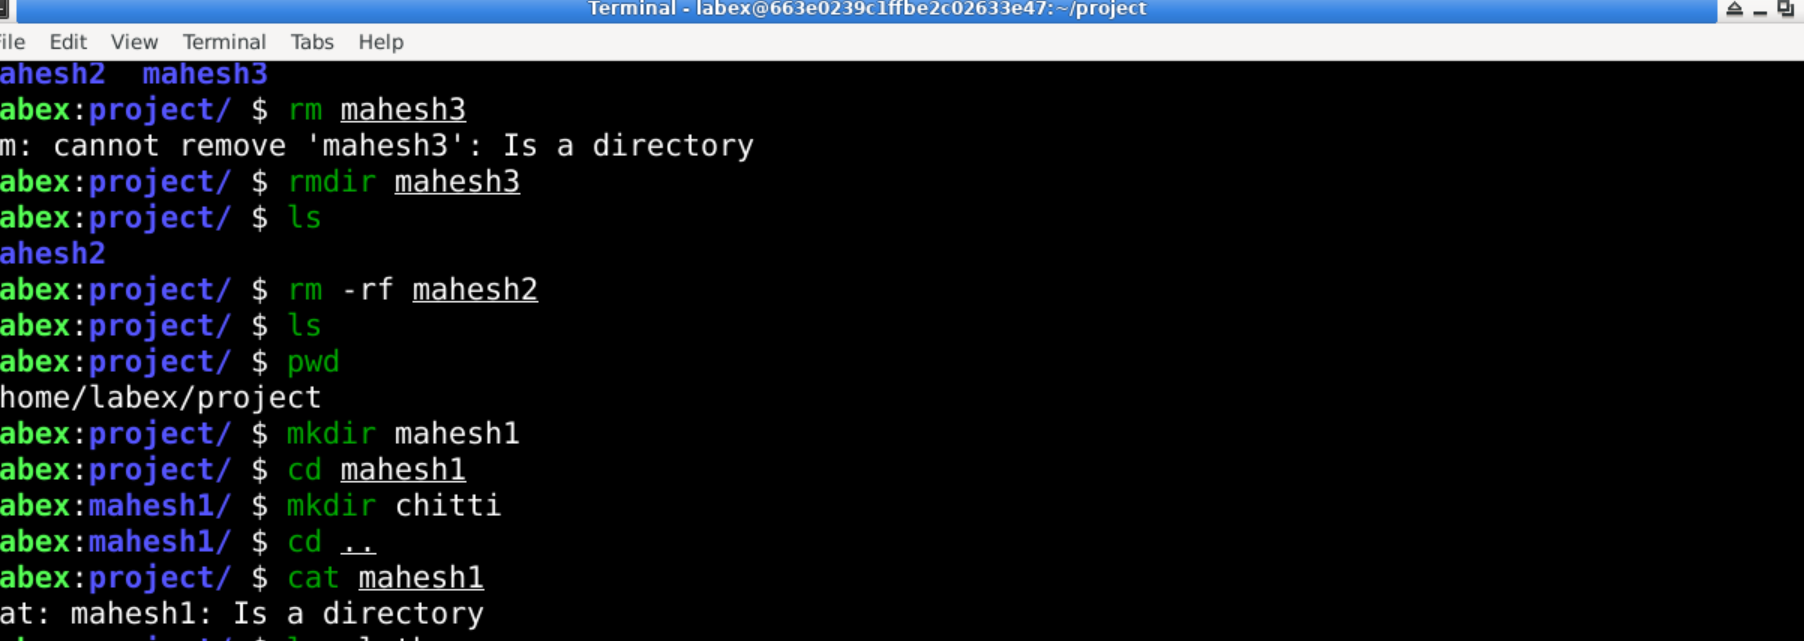 Terminal - labex@663e0239c1ffbe2c02633e47:~/project
ile Edit View Terminal Tabs Help
ahesh2 mahesh3
abex:project/ $ rm mahesh3
m: cannot remove 'mahesh3': Is a directory
abex:project/ $ rmdir mahesh3
abex:project/ $ ls
ahesh2
abex:project/ $ rm -rf mahesh2
abex:project/ $ ls
abex:project/ $ pwd
home/labex/project
abex:project/ $ mkdir mahesh1
abex:project/ $ cd mahesh1
abex:mahesh1/ $ mkdir chitti
abex:mahesh1/ $ cd ..
abex:project/ $ cat mahesh1
at: mahesh1: Is a directory